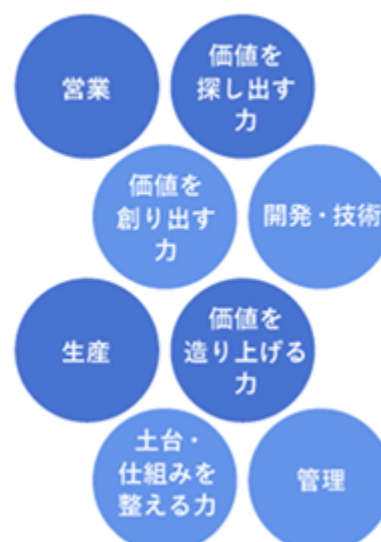 営業
価値を
探し出す
力
価値を
創り出す
力
開発・技術
生産
価値を
造り上げる
力
土台・
仕組みを
整える力
管理